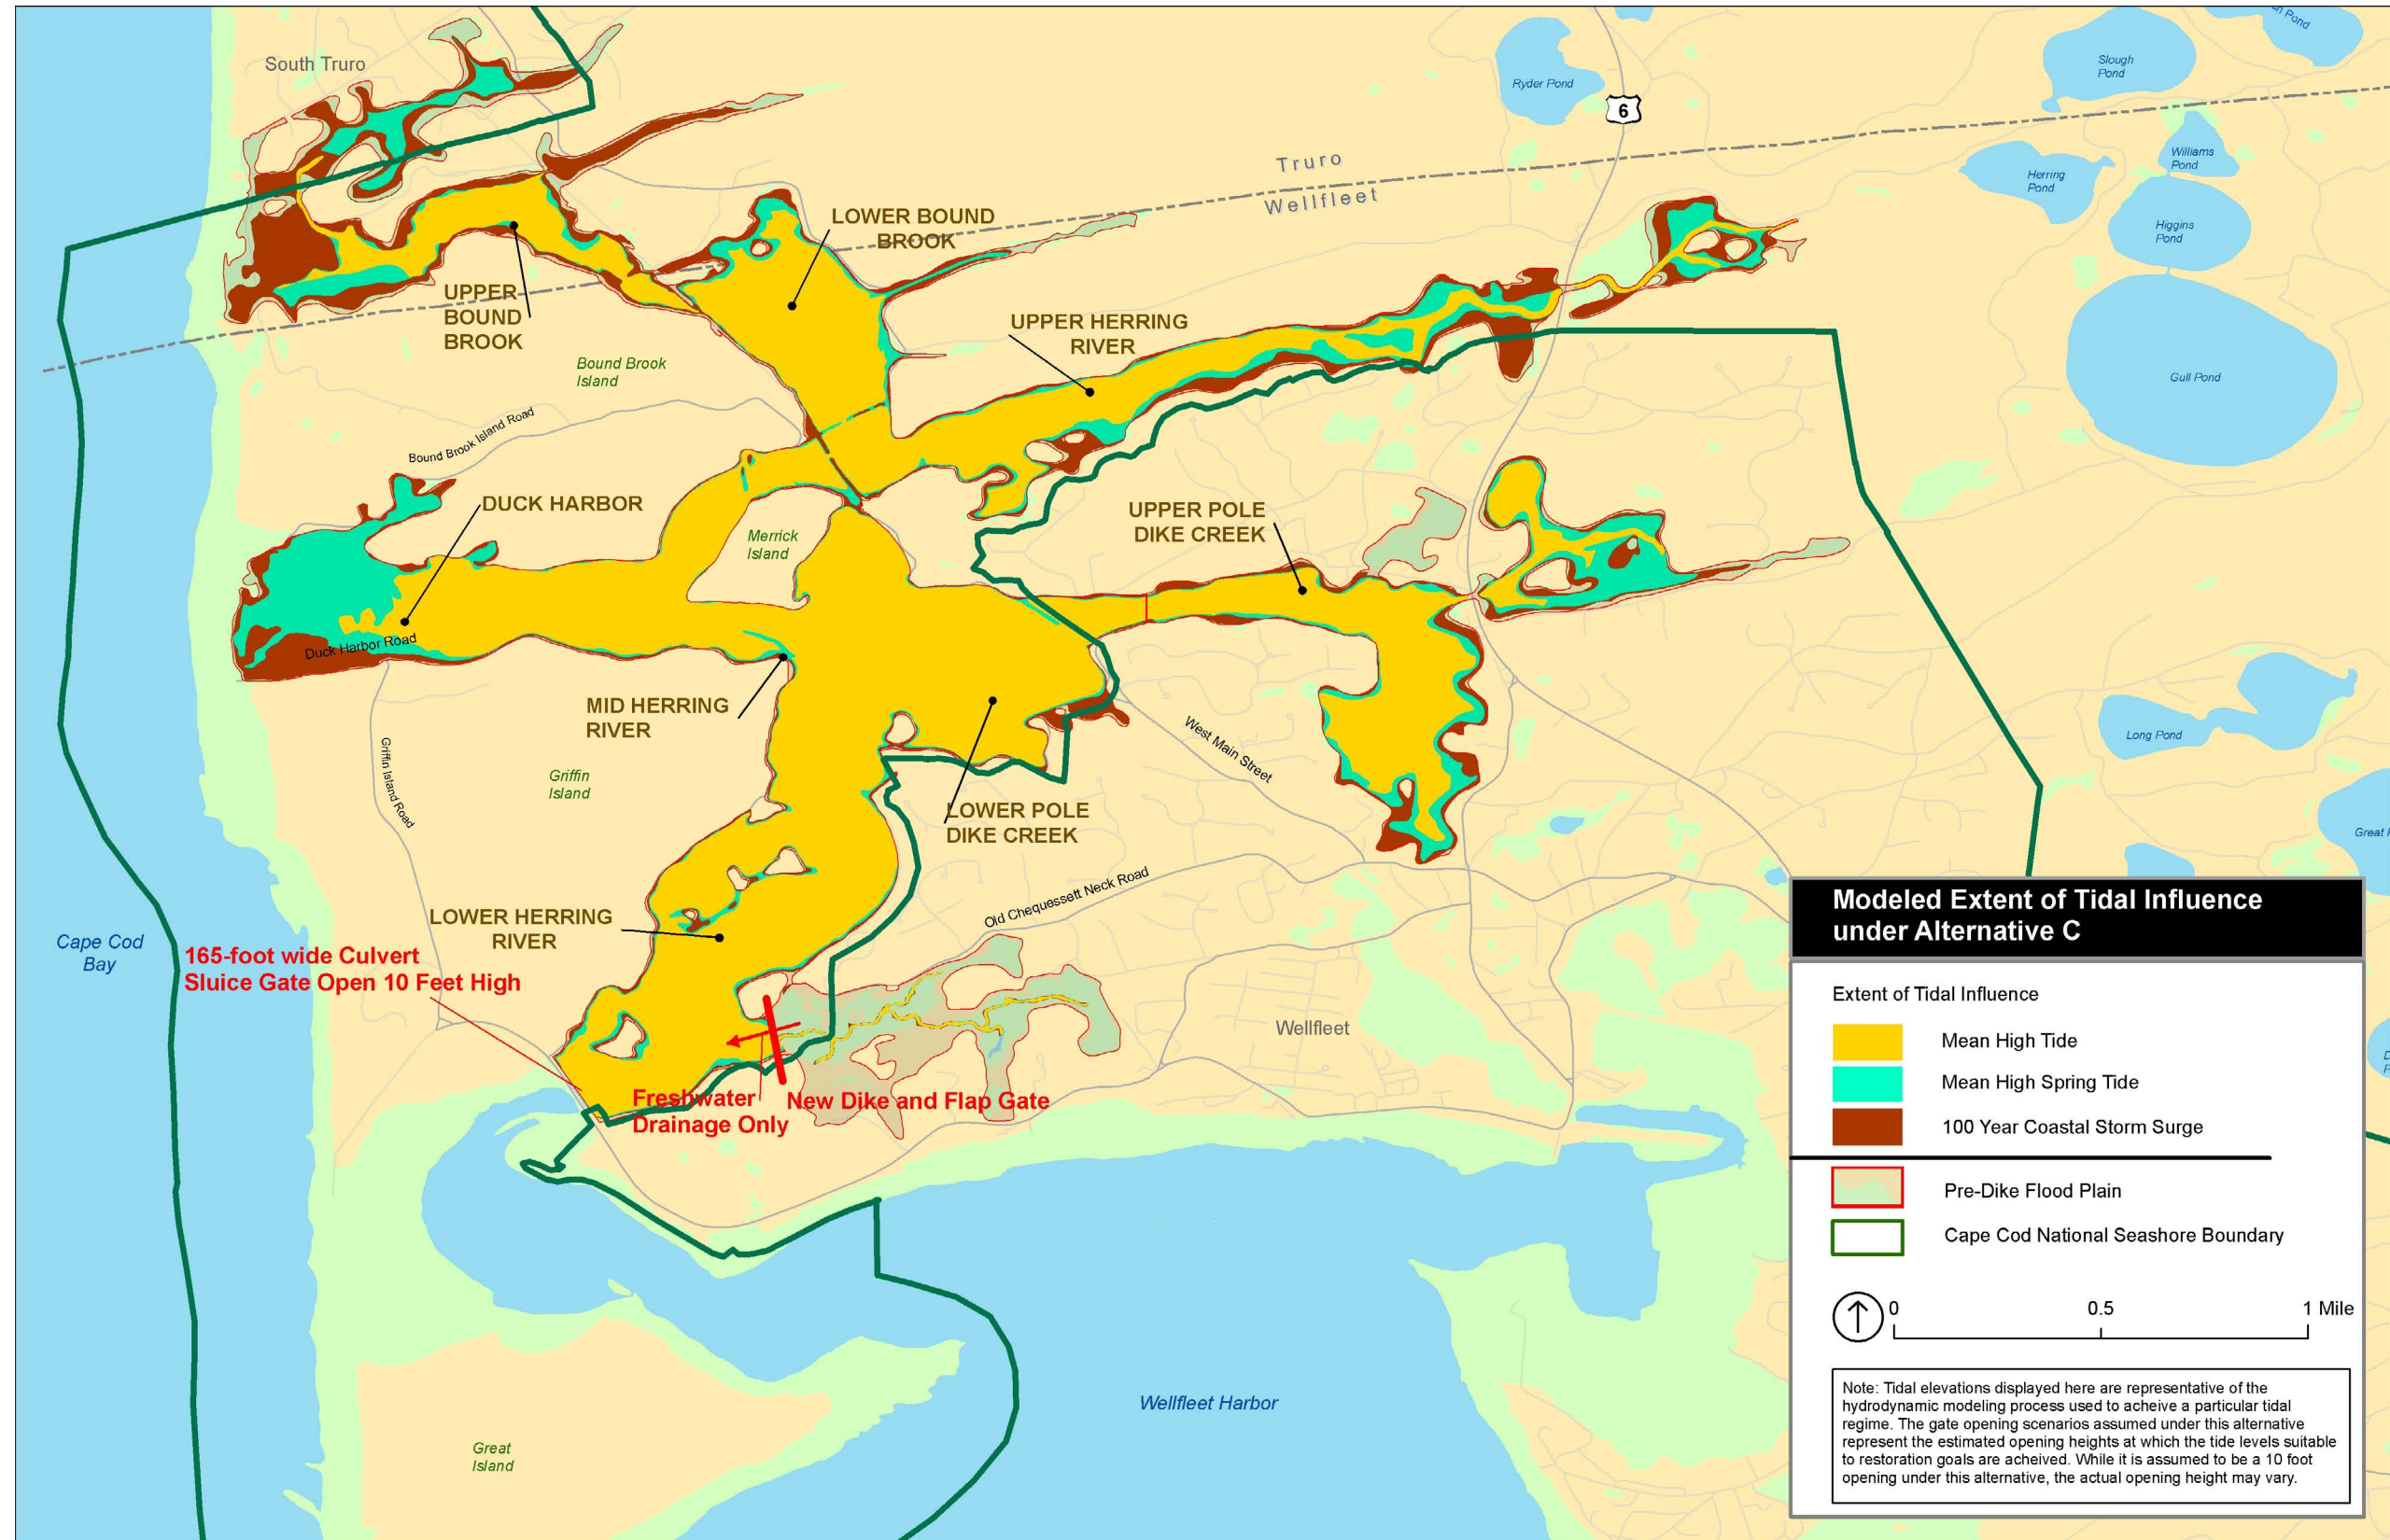 South Truro
Ryder Pond
6
Slough
Pond
Pond
Truro
Wellfleet
Williams
Pond
Herring
Pond
Higgins
Pond
Gull Pond
LOWER BOUND
BROOK
UPPER
BOUND
BROOK
Bound Brook
Island
UPPER HERRING
RIVER
Bound Brook Island Road
DUCK HARBOR
Merrick
Island
UPPER POLE
DIKE CREEK
Duck Harbor Road
MID HERRING
RIVER
Griffin Island Road
Griffin
Island
West Main Street
Long Pond
LOWER POLE
DIKE CREEK
Great
Old Chequessett Neck Road
LOWER HERRING
RIVER
Cape Cod
Bay
165-foot wide Culvert
Sluice Gate Open 10 Feet High
Wellfleet
Freshwater
Drainage Only
New Dike and Flap Gate
Wellfleet Harbor
Great
Island
Modeled Extent of Tidal Influence
under Alternative C
Extent of Tidal Influence
Mean High Tide
Mean High Spring Tide
100 Year Coastal Storm Surge
Pre-Dike Flood Plain
Cape Cod National Seashore Boundary
0 0.5 1 Mile
Note: Tidal elevations displayed here are representative of the
hydrodynamic modeling process used to acheive a particular tidal
regime. The gate opening scenarios assumed under this alternative
represent the estimated opening heights at which the tide levels suitable
to restoration goals are acheived. While it is assumed to be a 10 foot
opening under this alternative, the actual opening height may vary.